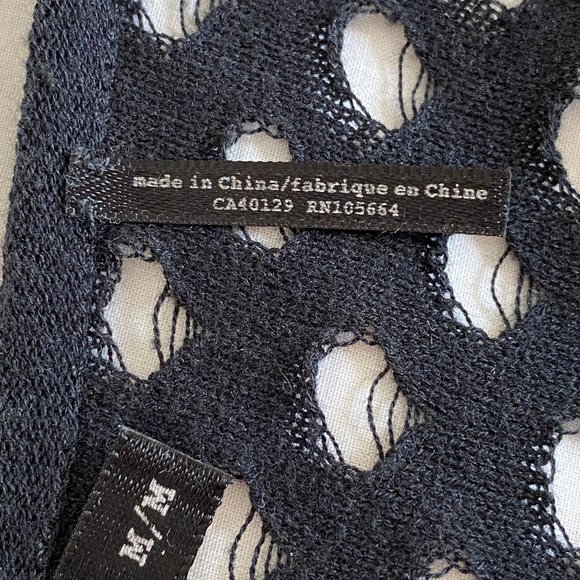 made in China/fabrique en Chine
CA40129 RN105664
M/M